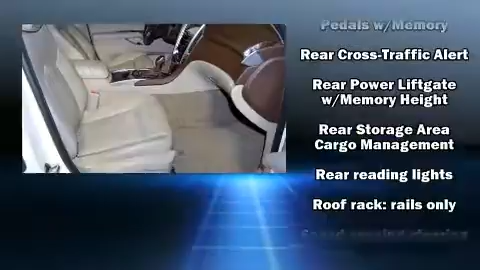 Pedals w/Memory
Rear Cross-Traffic Alert
Rear Power Liftgate
w/Memory Height
Rear Storage Area
Cargo Management
Rear reading lights
Roof rack: rails only